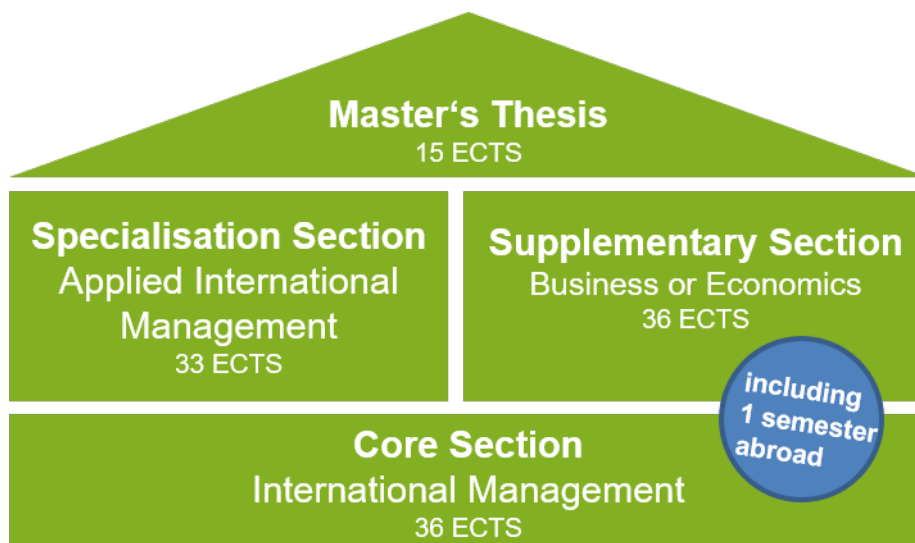 Master‘s Thesis
15 ECTS
Specialisation Section
Applied International
Management
33 ECTS
Supplementary Section
Business or Economics
36 ECTS
including
1 semester
abroad
Core Section
International Management
36 ECTS